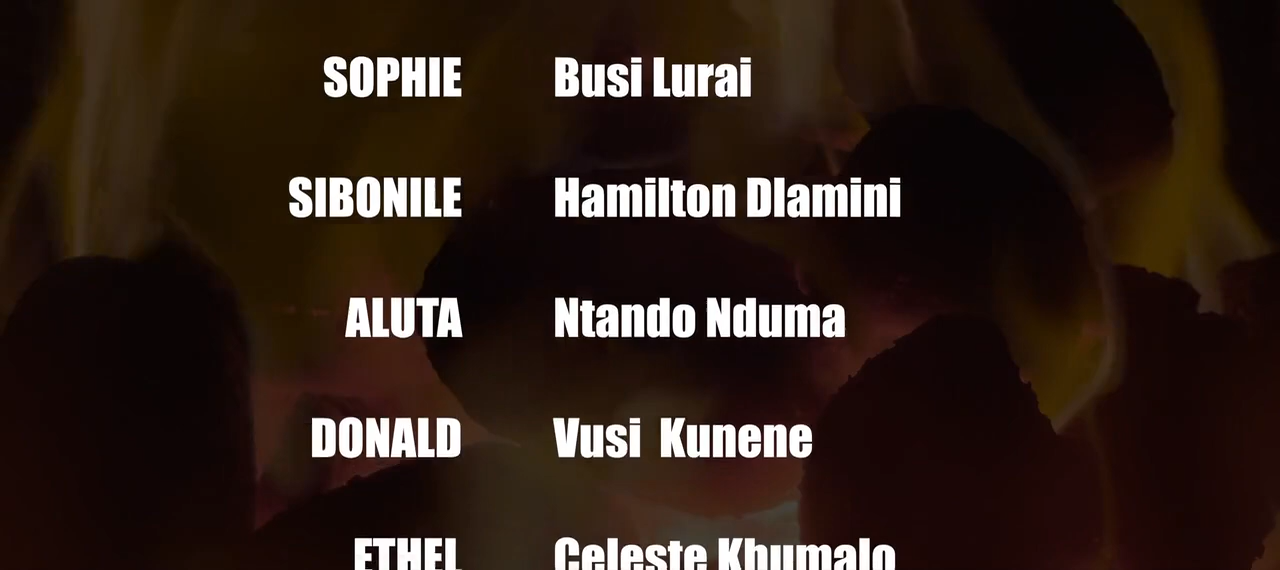 SOPHIE Busi Lurai
SIBONILE Hamilton Dlamini
ALUTA Ntando Nduma
DONALD Vusi  Kunene
ETHEL Celeste Khumalo